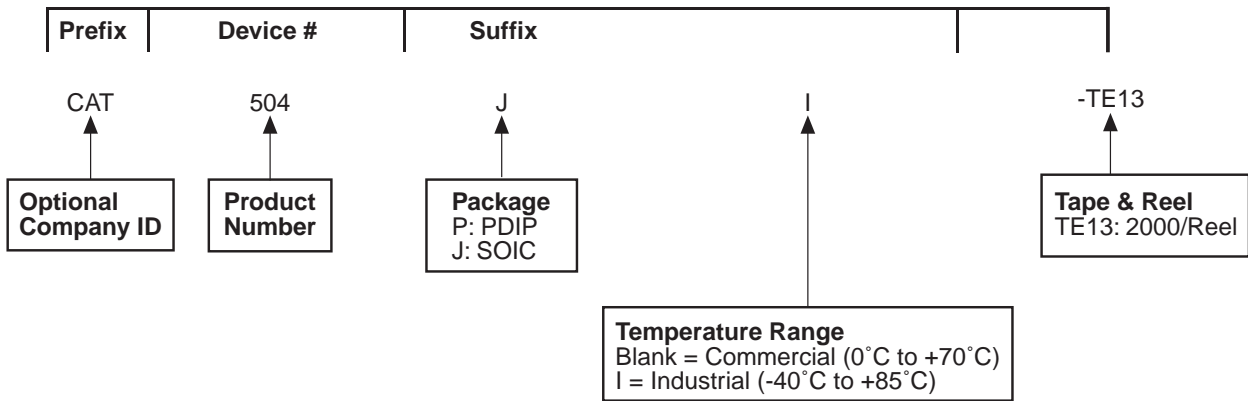 Prefix Device # Suffix
CAT 504 J I -TE13
Optional
Company ID
Product
Number
Package
P: PDIP
J: SOIC
Tape & Reel
TE13: 2000/Reel
Temperature Range
Blank = Commercial (0˚C to +70˚C)
I = Industrial (-40˚C to +85˚C)